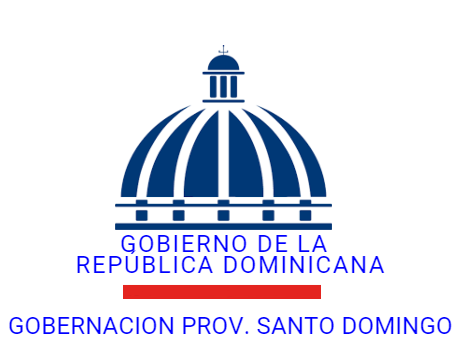 GOBIERNO DE LA
REPÚBLICA DOMINICANA
GOBERNACION PROV. SANTO DOMINGO